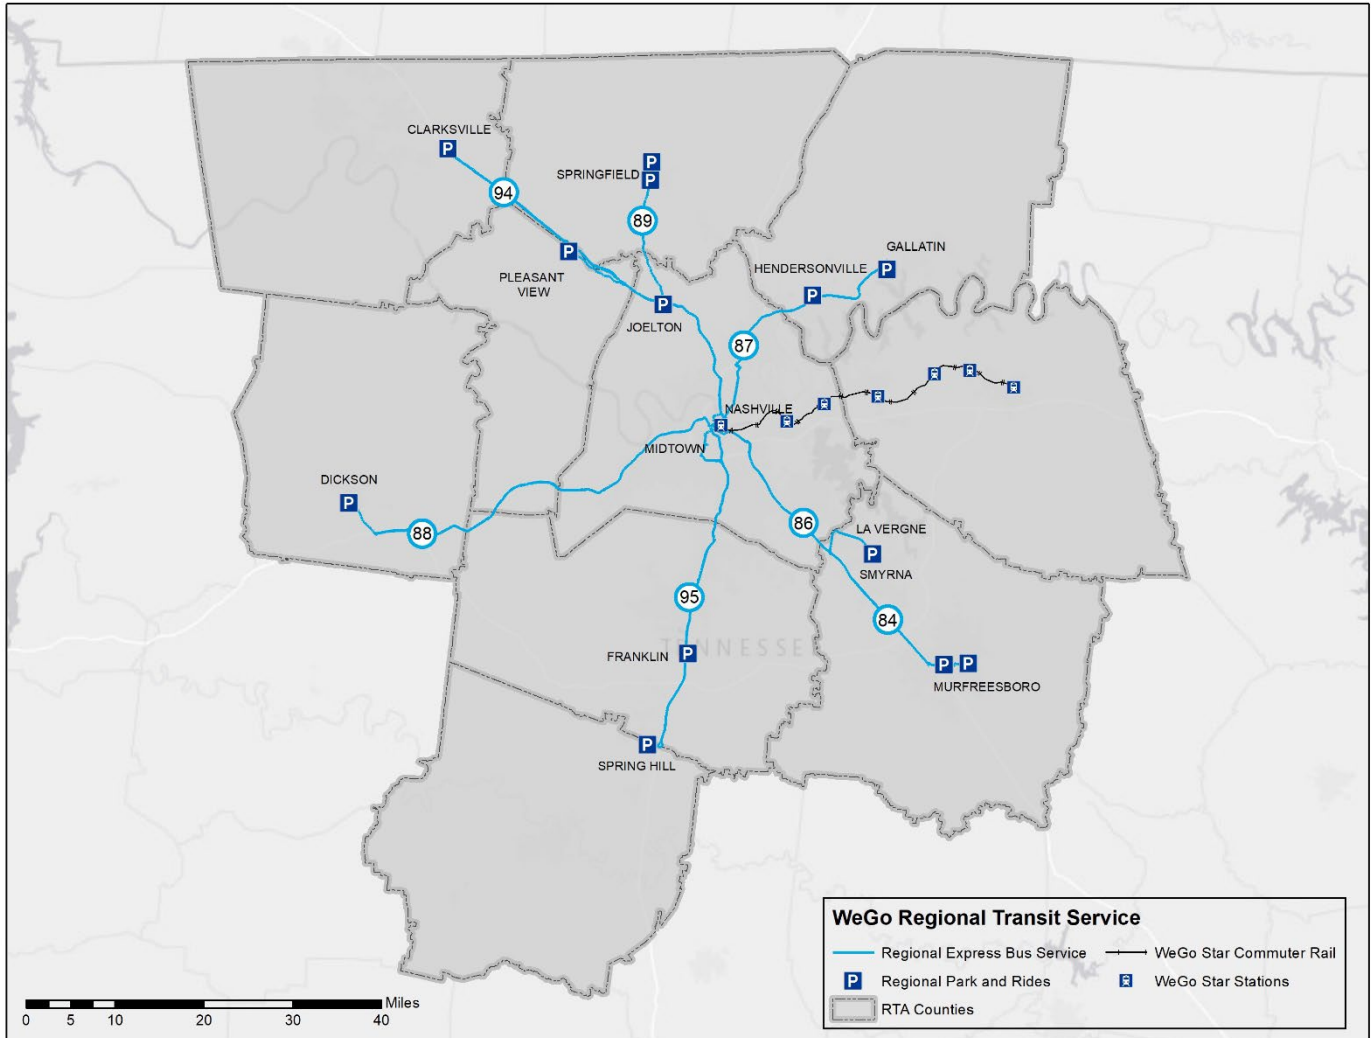 CLARKSVILLE
94
SPRINGFIELD
P
P
P
89
GALLATIN
P
HENDERSONVILLE
P
P
PLEASANT
VIEW
P
JOELTON
87
NASHVILLE
MIDTOWN
DICKSON
P
88
86
LA VERGNE
P
SMYRNA
95
84
TENNESSEE
FRANKLIN
P
P
P
MURFREESBORO
P
SPRING HILL
WeGo Regional Transit Service
Regional Express Bus Service
WeGo Star Commuter Rail
P
Regional Park and Rides
WeGo Star Stations
RTA Counties
Miles
0 5 10 20 30 40